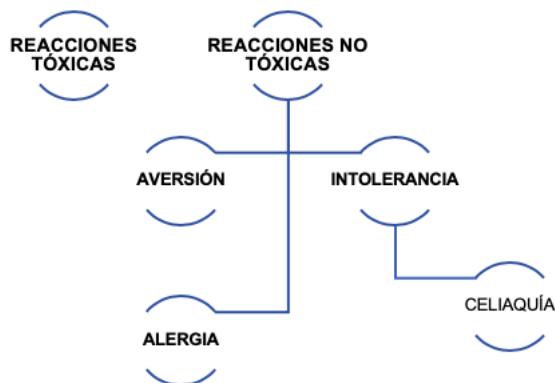 REACCIONES
TÓXICAS
REACCIONES NO
TÓXICAS
AVERSIÓN
INTOLERANCIA
CELIAQUÍA
ALERGIA